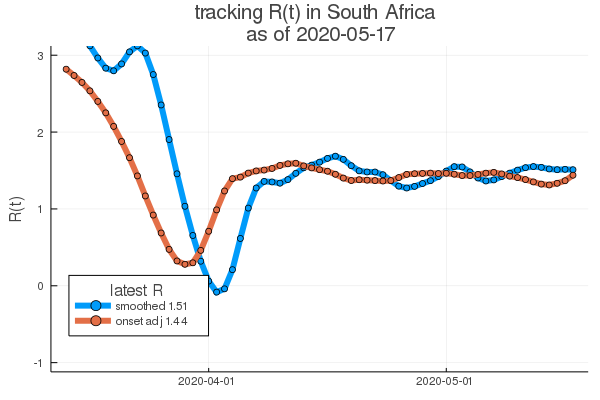 tracking R(t) in South Africa
as of 2020-05-17
R(t)
3
2
1
0
-1
latest R
smoothed 1.51
onset adj 1.44
2020-04-01
2020-05-01